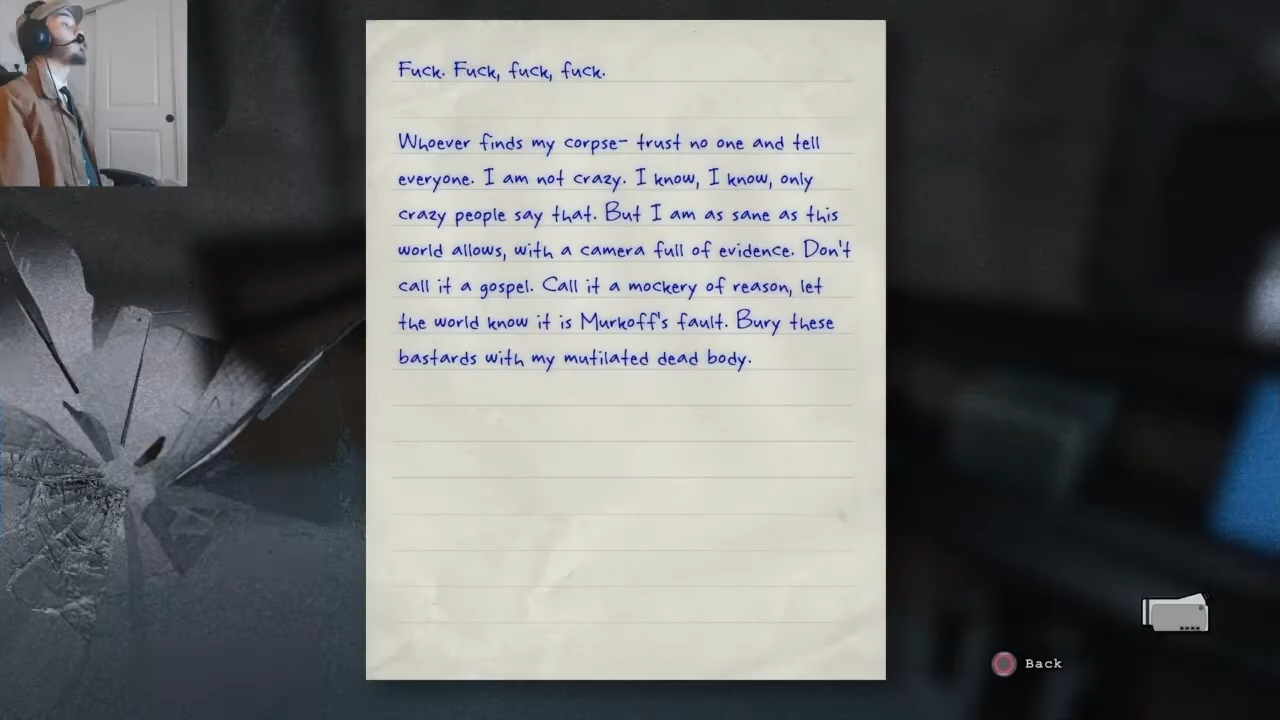 Fuck. Fuck, fuck, fuck.
Whoever finds my corpse- trust no one and tell
everyone. I am not crazy. I know, I know, only
crazy people say that. But I am as sane as this
world allows, with a camera full of evidence. Don't
call it a gospel. Call it a mockery of reason, let
the world know it is Murkoff's fault. Bury these
bastards with my mutilated dead body.
Back